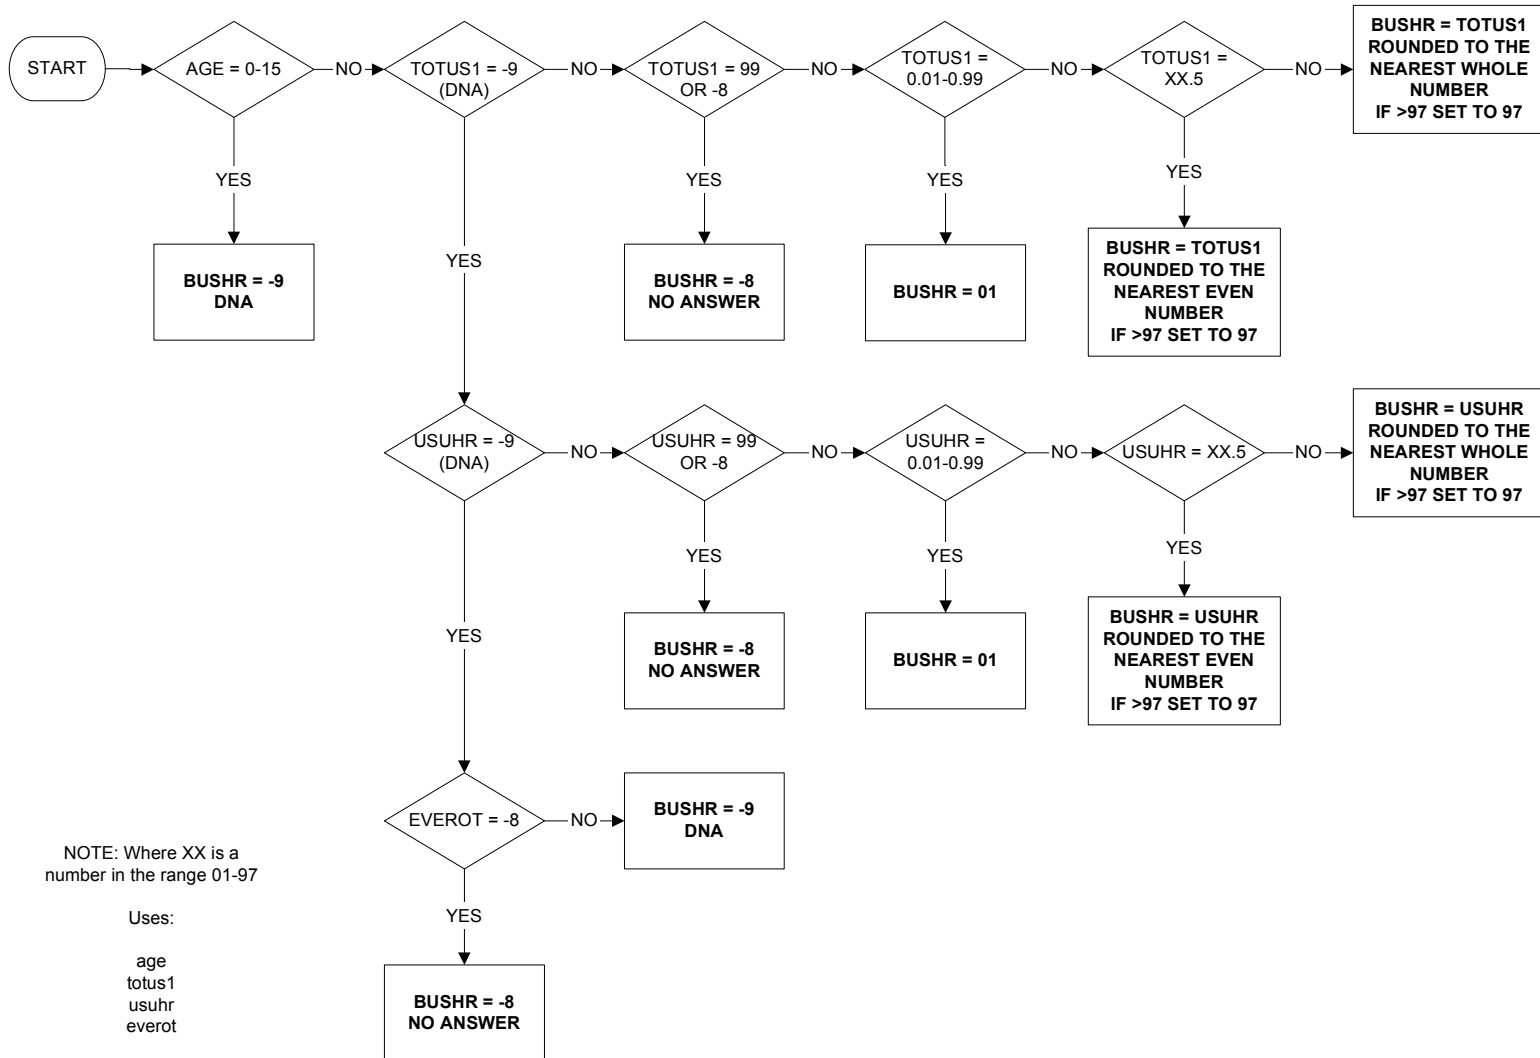 START
AGE = 0-15
NO
TOTUS1 = -9
(DNA)
NO
TOTUS1 = 99
OR -8
NO
TOTUS1 =
0.01-0.99
NO
TOTUS1 =
XX.5
NO
BUSHR = TOTUS1
ROUNDED TO THE
NEAREST WHOLE
NUMBER
IF >97 SET TO 97
YES
YES
YES
YES
YES
BUSHR = -9
DNA
BUSHR = -8
NO ANSWER
BUSHR = 01
BUSHR = TOTUS1
ROUNDED TO THE
NEAREST EVEN
NUMBER
IF >97 SET TO 97
USUHR = -9
(DNA)
NO
USUHR = 99
OR -8
NO
USUHR =
0.01-0.99
NO
USUHR = XX.5
NO
BUSHR = USUHR
ROUNDED TO THE
NEAREST WHOLE
NUMBER
IF >97 SET TO 97
YES
YES
YES
YES
BUSHR = -8
NO ANSWER
BUSHR = 01
BUSHR = USUHR
ROUNDED TO THE
NEAREST EVEN
NUMBER
IF >97 SET TO 97
EVEROT = -8
NO
BUSHR = -9
DNA
YES
BUSHR = -8
NO ANSWER
NOTE: Where XX is a
number in the range 01-97
Uses:
age
totus1
usuhr
everot